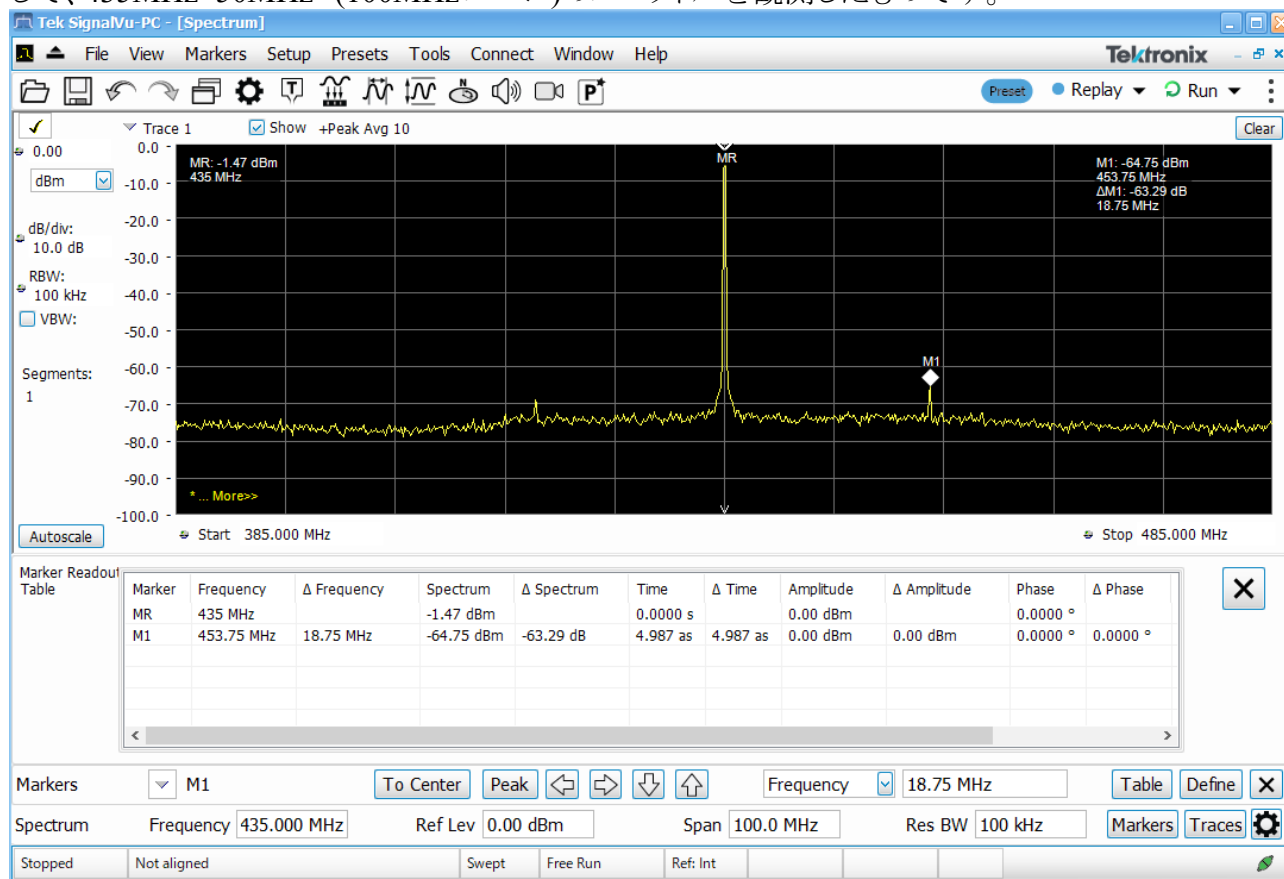 Tek SignalVu-PC - [Spectrum]
File View Markers Setup Presets Tools Connect Window Help Tektronix
Preset Replay Run
Trace 1 Show +Peak Avg 10 Clear
0.00
dBm
dB/div:
10.0 dB
RBW:
100 kHz
VBW:
Segments:
1
Autoscale
0.0
-10.0
-20.0
-30.0
-40.0
-50.0
-60.0
-70.0
-80.0
-90.0
-100.0
MR: -1.47 dBm
435 MHz
MR
M1: -64.75 dBm
453.75 MHz
ΔM1: -63.29 dB
18.75 MHz
M1
* ... More>>
Start 385.000 MHz Stop 485.000 MHz
Marker Readout
Table
Marker Frequency Δ Frequency Spectrum Δ Spectrum Time Δ Time Amplitude Δ Amplitude Phase Δ Phase
MR 435 MHz -1.47 dBm 0.0000 s 0.00 dBm 0.0000 °
M1 453.75 MHz 18.75 MHz -64.75 dBm -63.29 dB 4.987 as 4.987 as 0.00 dBm 0.00 dBm 0.0000 ° 0.0000 °
Markers M1 To Center Peak Frequency 18.75 MHz Table Define
Spectrum Frequency 435.000 MHz Ref Lev 0.00 dBm Span 100.0 MHz Res BW 100 kHz Markers Traces
Stopped Not aligned Swept Free Run Ref: Int